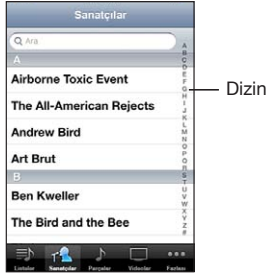 Sanatçılar
Ara
A
Airborne Toxic Event
The All-American Rejects
Andrew Bird
Art Brut
B
Ben Kweller
The Bird and the Bee
A
B
C
D
E
F
G
H
I
J
K
L
M
N
O
P
Q
R
S
T
U
V
W
X
Y
Z
#
Dizin
Listeler
Sanatçılar
Parçalar
Videolar
Fazlası